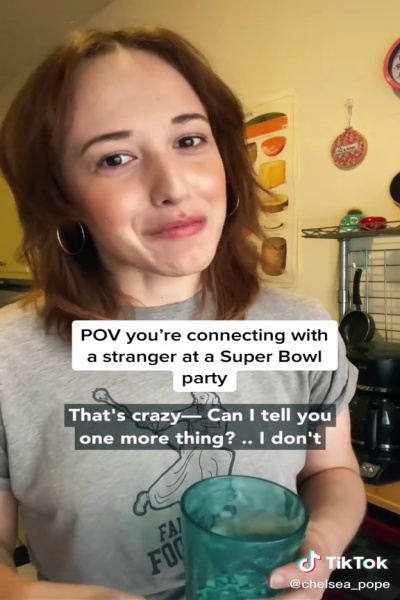 POV you're connecting with
a stranger at a Super Bowl
party
That's crazy— Can I tell you
one more thing? .. I don't
TikTok
@chelsea_pope